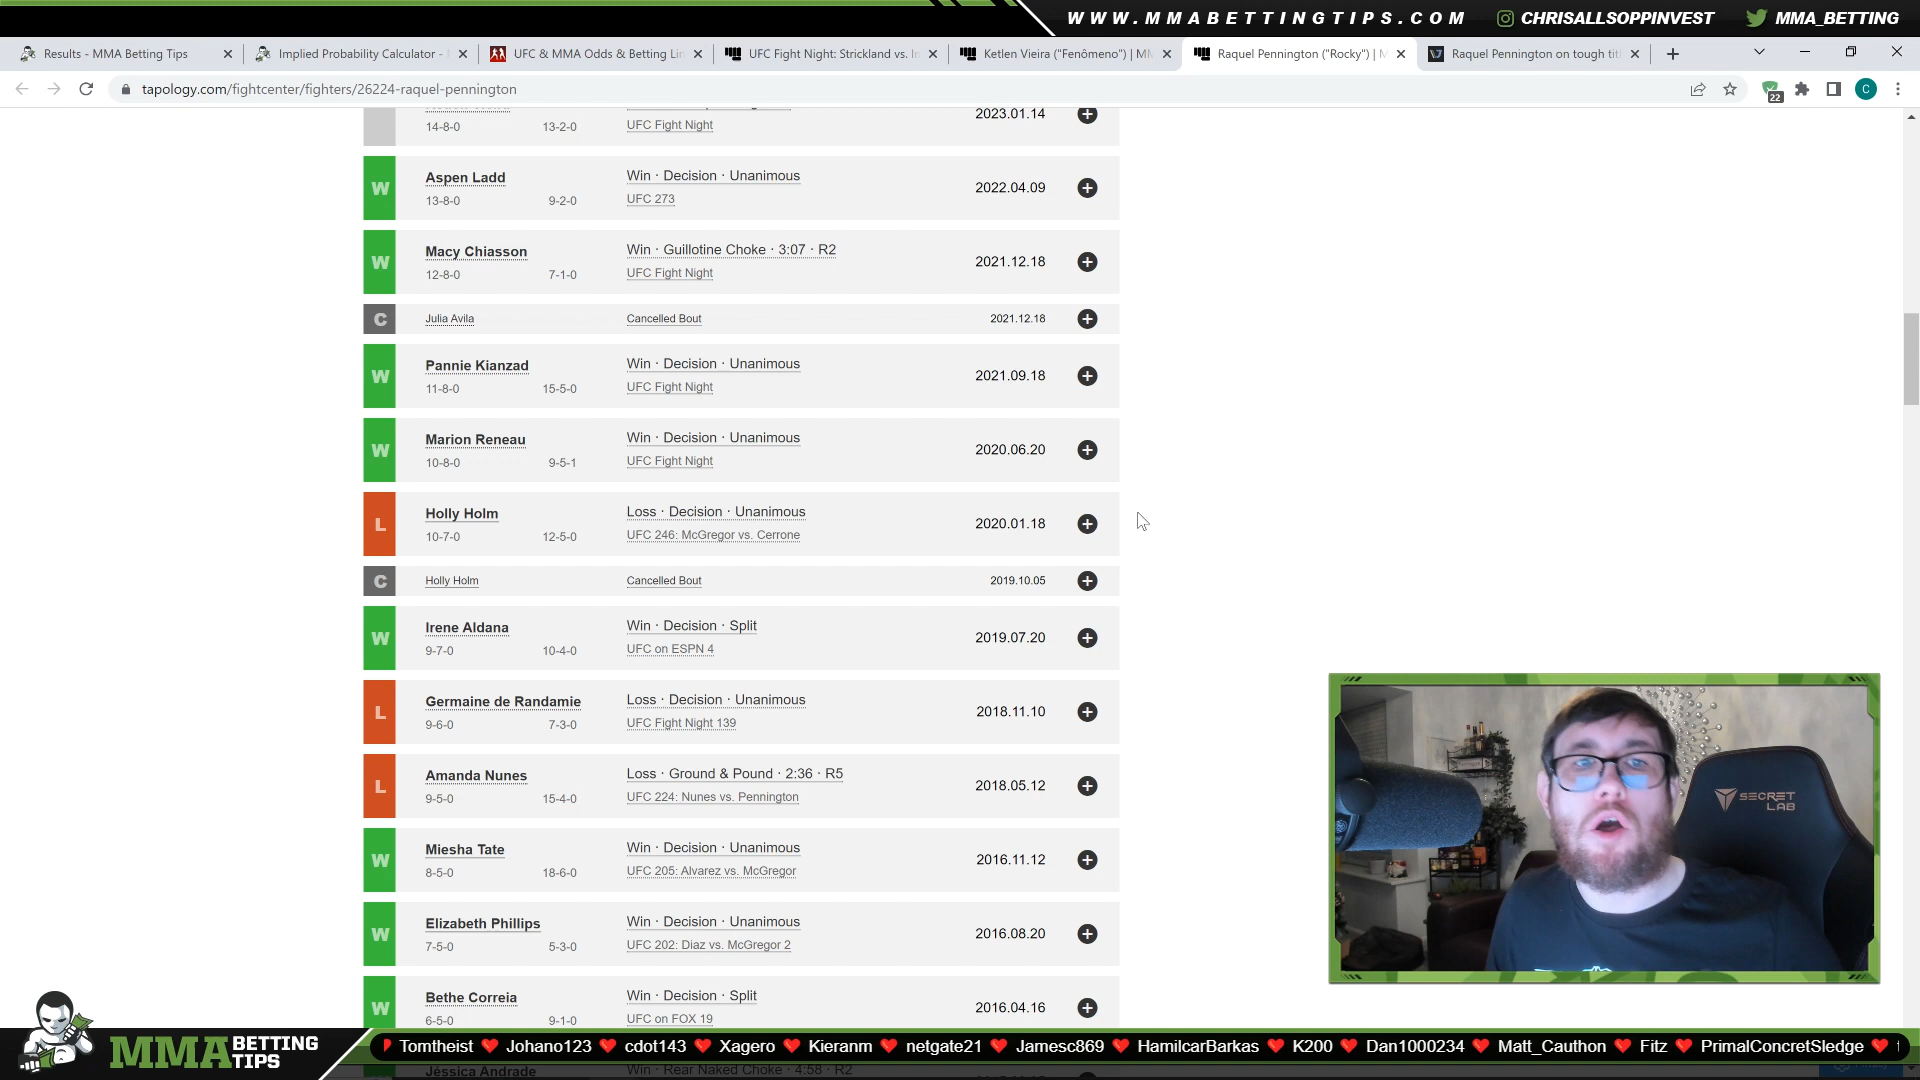 WWW.MMABETTINGTIPS.COM
CHRISALLSOPPINVEST
MMA_BETTING
Results - MMA Betting Tips
Implied Probability Calculator -
UFC & MMA Odds & Betting Lin
UFC Fight Night: Strickland vs. In
Ketlen Vieira ("Fenômeno") | MM
Raquel Pennington ("Rocky") | M
Raquel Pennington on tough titl
tapology.com/fightcenter/fighters/26224-raquel-pennington
22
C
14-8-0 13-2-0 UFC Fight Night 2023.01.14
W Aspen Ladd Win · Decision · Unanimous 2022.04.09
13-8-0 9-2-0 UFC 273
W Macy Chiasson Win · Guillotine Choke · 3:07 · R2 2021.12.18
12-8-0 7-1-0 UFC Fight Night
C Julia Avila Cancelled Bout 2021.12.18
W Pannie Kianzad Win · Decision · Unanimous 2021.09.18
11-8-0 15-5-0 UFC Fight Night
W Marion Reneau Win · Decision · Unanimous 2020.06.20
10-8-0 9-5-1 UFC Fight Night
L Holly Holm Loss · Decision · Unanimous 2020.01.18
10-7-0 12-5-0 UFC 246: McGregor vs. Cerrone
C Holly Holm Cancelled Bout 2019.10.05
W Irene Aldana Win · Decision · Split 2019.07.20
9-7-0 10-4-0 UFC on ESPN 4
L Germaine de Randamie Loss · Decision · Unanimous 2018.11.10
9-6-0 7-3-0 UFC Fight Night 139
L Amanda Nunes Loss · Ground & Pound · 2:36 · R5 2018.05.12
9-5-0 15-4-0 UFC 224: Nunes vs. Pennington
W Miesha Tate Win · Decision · Unanimous 2016.11.12
8-5-0 18-6-0 UFC 205: Alvarez vs. McGregor
W Elizabeth Phillips Win · Decision · Unanimous 2016.08.20
7-5-0 5-3-0 UFC 202: Diaz vs. McGregor 2
W Bethe Correia Win · Decision · Split 2016.04.16
6-5-0 9-1-0 UFC on FOX 19
SECRET
LAB
MMA BETTING
TIPS
Tomtheist Johano123 cdot143 Xagero Kieranm netgate21 Jamesc869 HamilcarBarkas K200 Dan1000234 Matt_Cauthon Fitz PrimalConcretSledge
Jéssica Andrade Win · Rear Naked Choke · 4:58 · R2